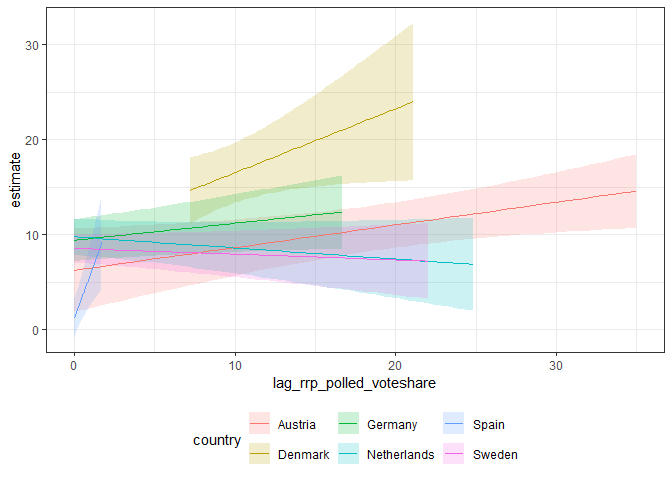 30
20
10
0
estimate
0 10 20 30
lag_rrp_polled_voteshare
country
Austria Germany Spain
Denmark Netherlands Sweden